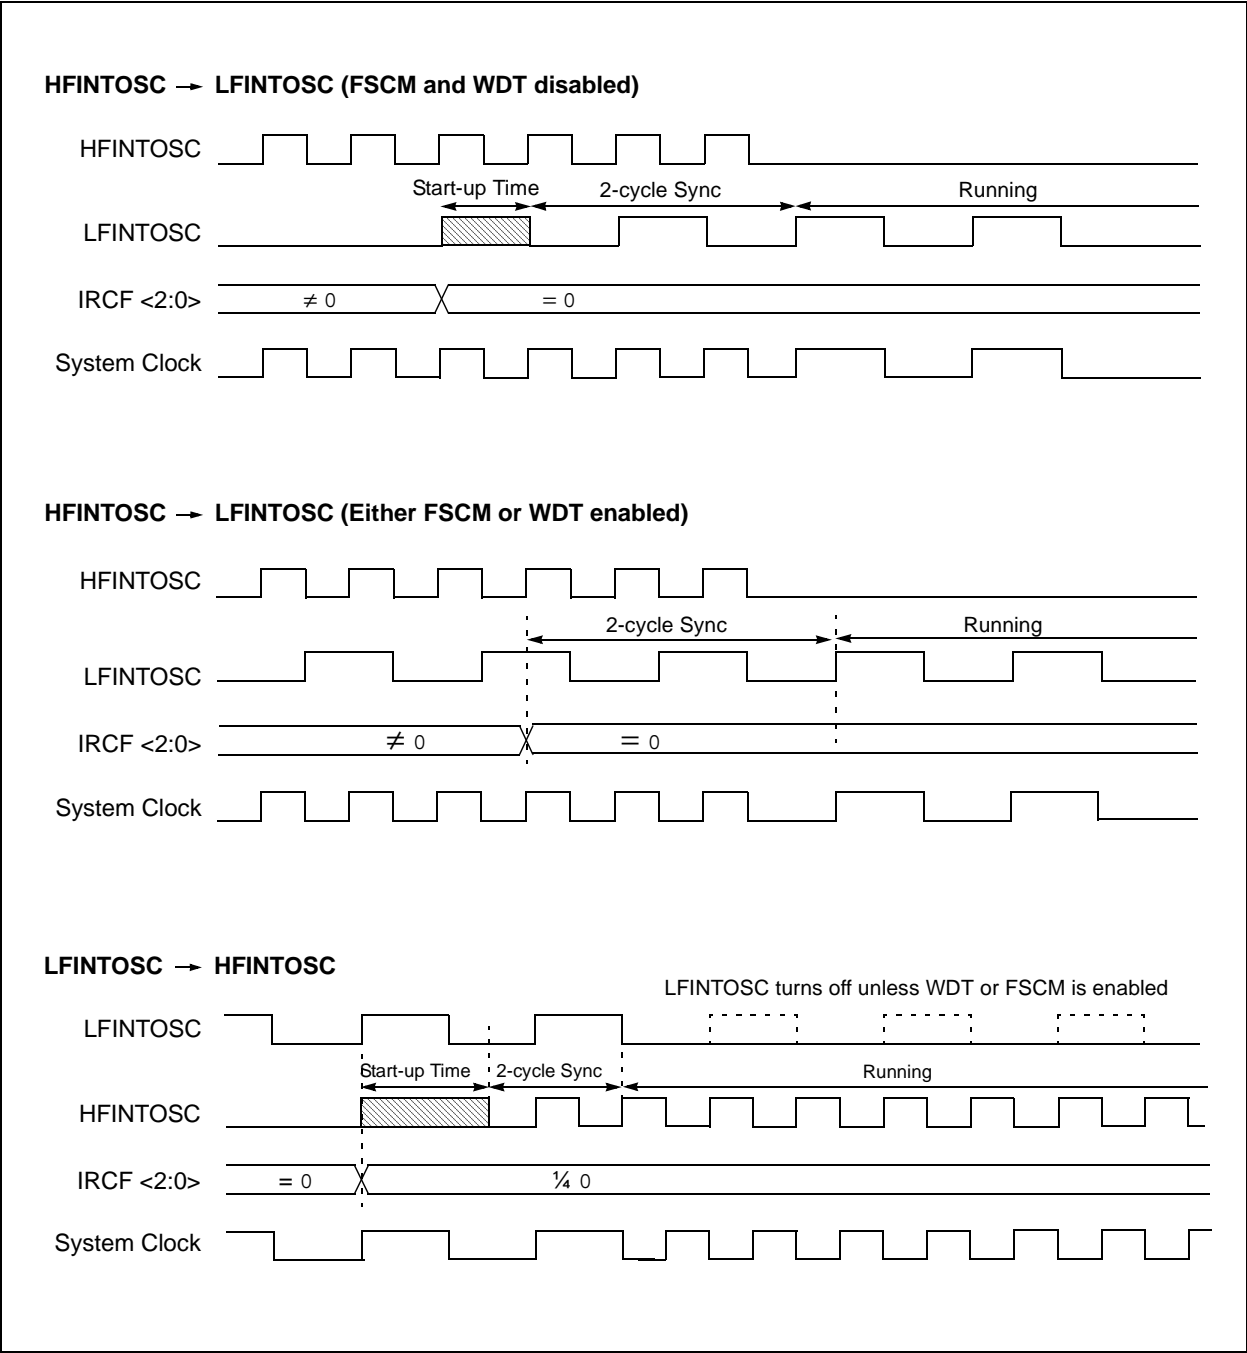 HFINTOSC → LFINTOSC (FSCM and WDT disabled)
HFINTOSC
Start-up Time 2-cycle Sync Running
LFINTOSC
IRCF <2:0> ≠ 0 = 0
System Clock
HFINTOSC → LFINTOSC (Either FSCM or WDT enabled)
HFINTOSC
2-cycle Sync Running
LFINTOSC
IRCF <2:0> ≠ 0 = 0
System Clock
LFINTOSC → HFINTOSC
LFINTOSC turns off unless WDT or FSCM is enabled
LFINTOSC
Start-up Time 2-cycle Sync Running
HFINTOSC
IRCF <2:0> = 0 ¼ 0
System Clock